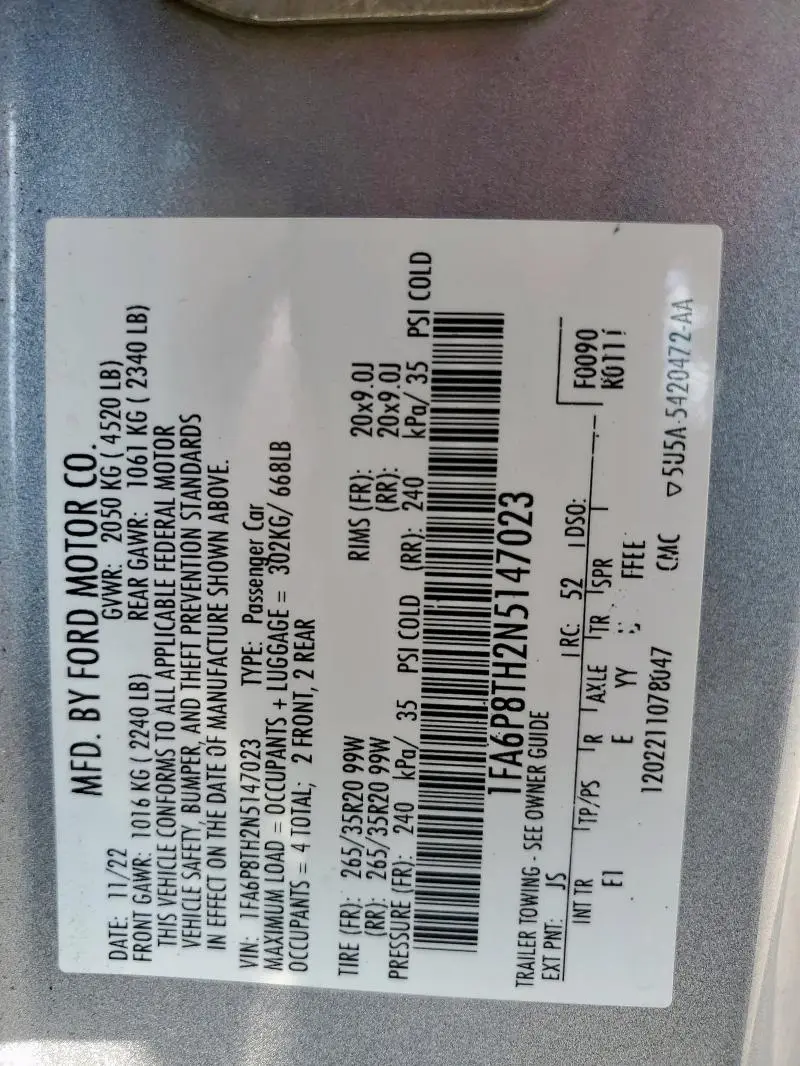 MFD. BY FORD MOTOR CO.
DATE: 11/22 GVWR: 2050 KG ( 4520 LB)
FRONT GAWR: 1016 KG ( 2240 LB) REAR GAWR: 1061 KG ( 2340 LB)
THIS VEHICLE CONFORMS TO ALL APPLICABLE FEDERAL MOTOR
VEHICLE SAFETY, BUMPER, AND THEFT PREVENTION STANDARDS
IN EFFECT ON THE DATE OF MANUFACTURE SHOWN ABOVE.
VIN: 1FA6P8TH2N5147023 TYPE: Passenger Car
MAXIMUM LOAD = OCCUPANTS + LUGGAGE = 302KG/ 668LB
OCCUPANTS = 4 TOTAL; 2 FRONT, 2 REAR
TIRE (FR): 265/35R20 99W RIMS (FR): 20x9.0J
(RR): 265/35R20 99W (RR): 20x9.0J
PRESSURE (FR): 240 kPa/ 35 PSI COLD (RR): 240 kPa/ 35 PSI COLD
1FA6P8TH2N5147023
TRAILER TOWING - SEE OWNER GUIDE
EXT PNT: JS RC: 52 DSO: F0090
INT TR TP/PS R AXLE TR SPR
E1 E YY FFEE
1202211078047 CMC
▽5U5A-5420472-AA